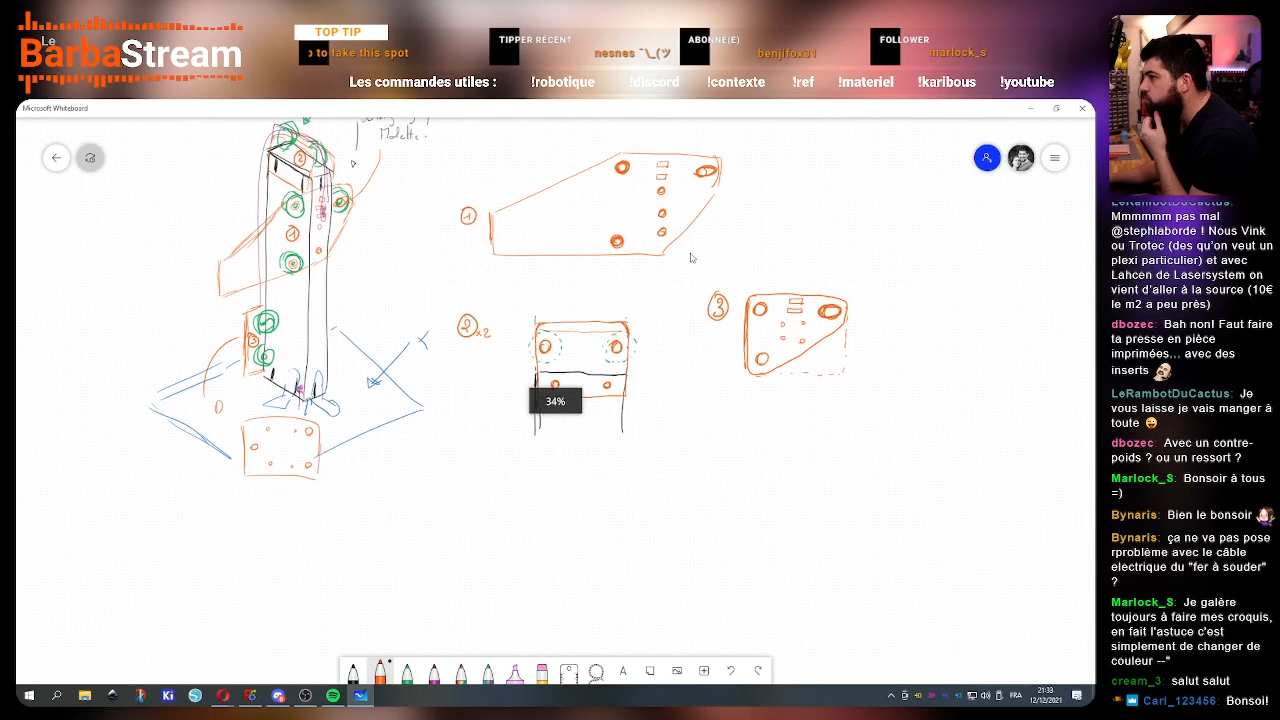 Le
BarbaStream
TOP TIP
o to take this spot
TIPPER RÉCENT
nesnes ¯\_(ツ
ABONNÉ(E)
benjifox31
FOLLOWER
marlock_s
Les commandes utiles : !robotique !discord !contexte !ref !materiel !karibous !youtube
Microsoft Whiteboard
Malette.
2
1
3
1
2 x2
3
34%
LeRambotDuCactus:
Mmmmmm pas mal
@stephlaborde ! Nous Vink
ou Trotec (des qu'on veut un
plexi particulier) et avec
Lahcen de Lasersystem on
vient d'aller à la source (10€
le m2 a peu près)
dbozec: Bah non! Faut faire
ta presse en pièce
imprimées... avec des
inserts
LeRambotDuCactus: Je
vous laisse je vais manger à
toute
dbozec: Avec un contre-
poids ? ou un ressort ?
Marlock_S: Bonsoir à tous
=)
Bynaris: Bien le bonsoir
Bynaris: ça ne va pas pose
rproblème avec le câble
electrique du "fer à souder"
?
Marlock_S: Je galère
toujours à faire mes croquis,
en fait l'astuce c'est
simplement de changer de
couleur --"
cream_3: salut salut
Carl_123456: Bonsoi!
A
Ki
FRA
21:33
12/12/2021